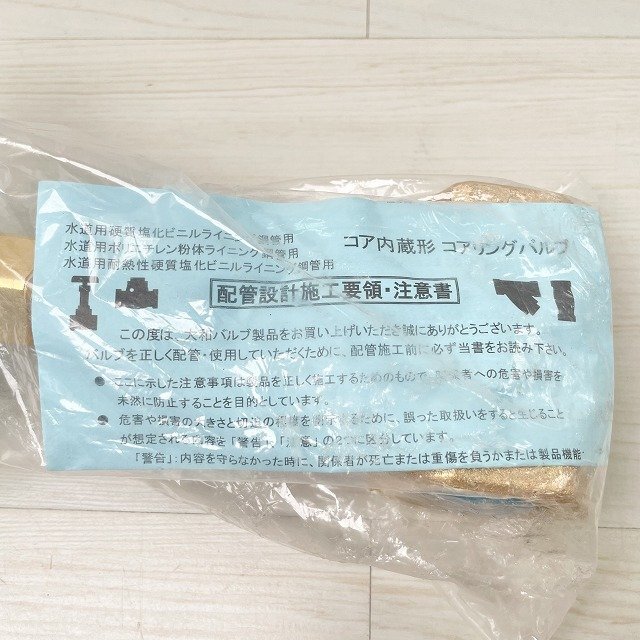 水道用硬質塩化ビニルライニング鋼管用
水道用ポリエチレン粉体ライニング鋼管用
水道用耐熱性硬質塩化ビニルライニング鋼管用
コア内蔵形 コアリングバルブ
配管設計施工要領・注意書
この度は、大和バルブ製品をお買い上げいただき誠にありがとうございます。
バルブを正しく配管・使用していただくために、配管施工前に必ず当書をお読み下さい。
● ここに示した注意事項は製品を正しく施工するためのもので、関係者への危害や損害を
未然に防止することを目的としています。
● 危害や損害の大きさと切迫の程度を明示するために、誤った取扱いをすると生じること
が想定される内容を「警告」、「注意」の2つに区分しています。
「警告」：内容を守らなかった時に、関係者が死亡または重傷を負うかまたは製品機能